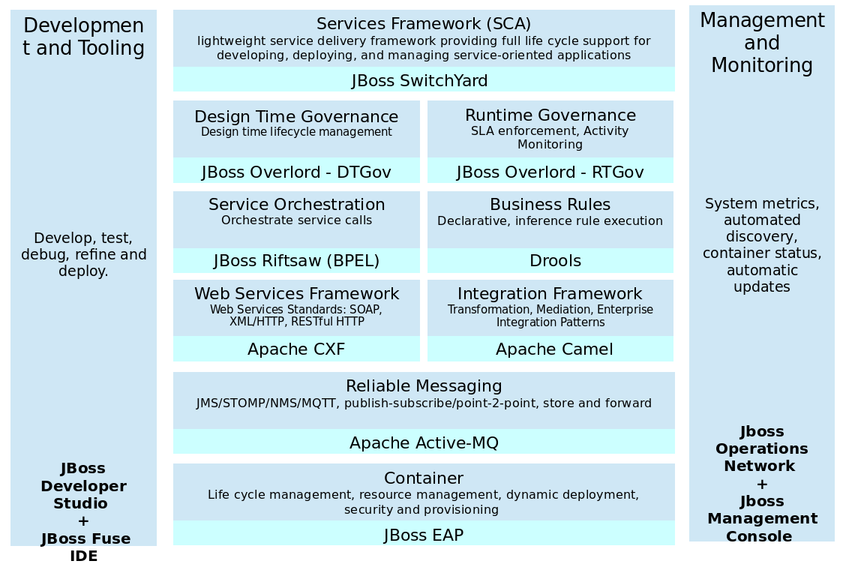 Developmen
t and Tooling
Develop, test,
debug, refine and
deploy.
JBoss
Developer
Studio
+
JBoss Fuse
IDE
Services Framework (SCA)
lightweight service delivery framework providing full life cycle support for
developing, deploying, and managing service-oriented applications
JBoss SwitchYard
Design Time Governance
Design time lifecycle management
JBoss Overlord - DTGov
Runtime Governance
SLA enforcement, Activity
Monitoring
JBoss Overlord - RTGov
Service Orchestration
Orchestrate service calls
JBoss Riftsaw (BPEL)
Business Rules
Declarative, inference rule execution
Drools
Web Services Framework
Web Services Standards: SOAP,
XML/HTTP, RESTful HTTP
Apache CXF
Integration Framework
Transformation, Mediation, Enterprise
Integration Patterns
Apache Camel
Reliable Messaging
JMS/STOMP/NMS/MQTT, publish-subscribe/point-2-point, store and forward
Apache Active-MQ
Container
Life cycle management, resource management, dynamic deployment,
security and provisioning
JBoss EAP
Management
and
Monitoring
System metrics,
automated
discovery,
container status,
automatic
updates
Jboss
Operations
Network
+
Jboss
Management
Console